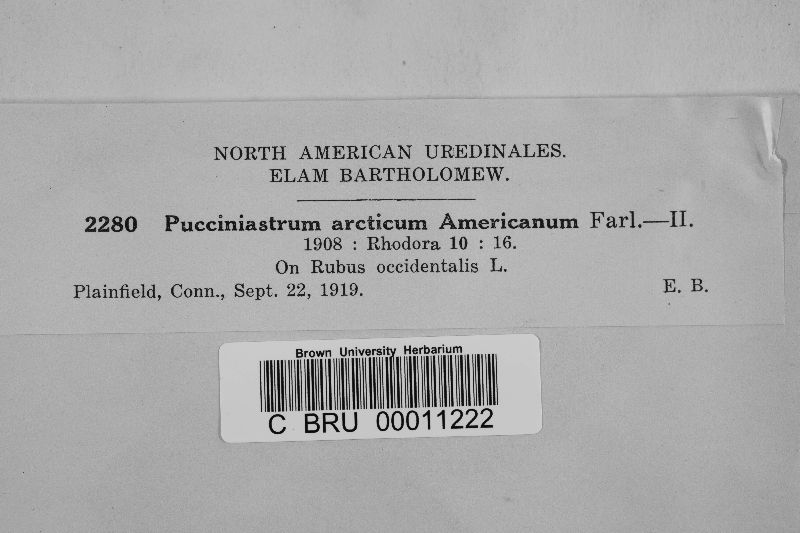 NORTH AMERICAN UREDINALES.
ELAM BARTHOLOMEW.
2280 Pucciniastrum arcticum Americanum Farl.—II.
1908 : Rhodora 10 : 16.
On Rubus occidentalis L.
Plainfield, Conn., Sept. 22, 1919. E. B.
Brown University Herbarium
C BRU 00011222